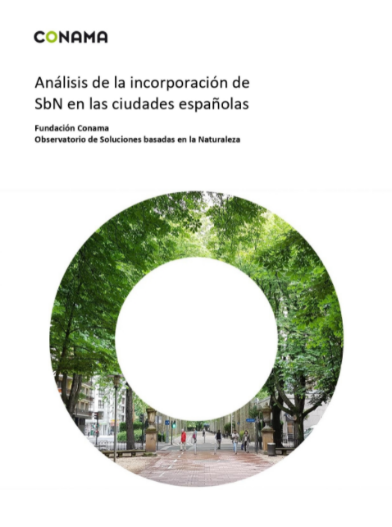 CONAMA
Análisis de la incorporación de
SbN en las ciudades españolas
Fundación Conama
Observatorio de Soluciones basadas en la Naturaleza